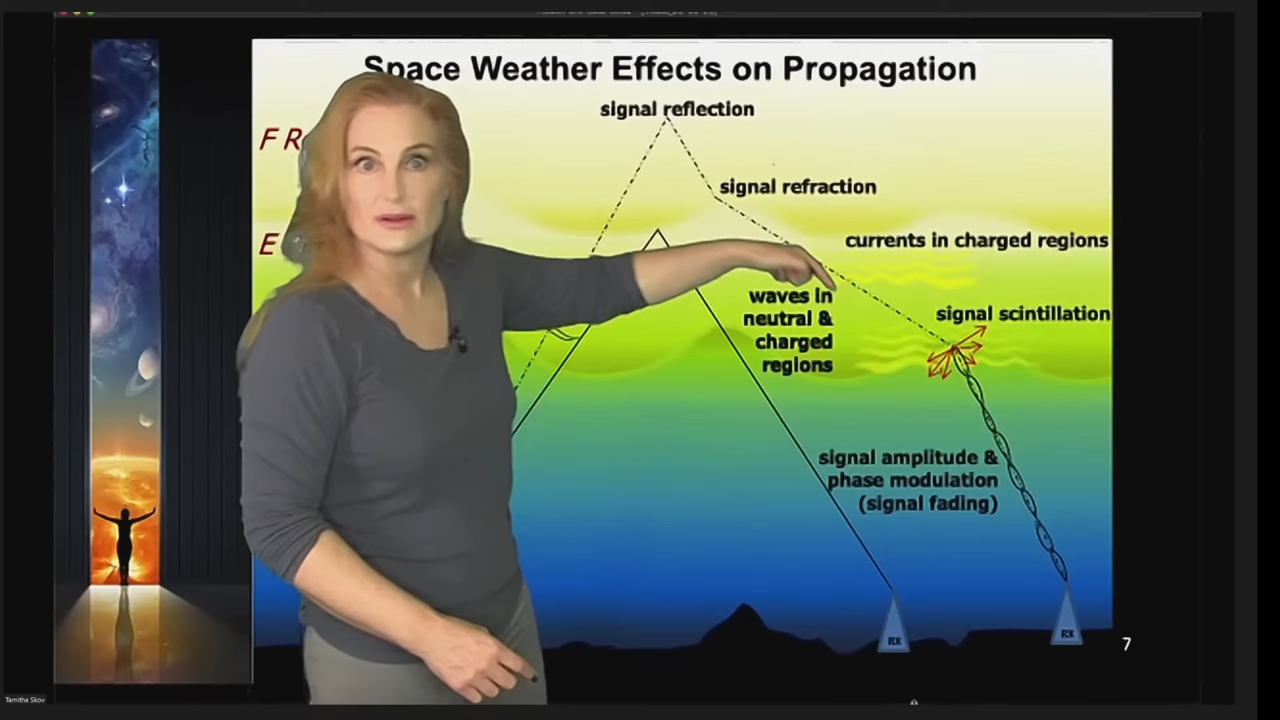 Space Weather Effects on Propagation
signal reflection
F R
signal refraction
E
currents in charged regions
waves in
neutral &
charged
regions
signal scintillation
signal amplitude &
phase modulation
(signal fading)
RX
RX
7
Tamitha Skov